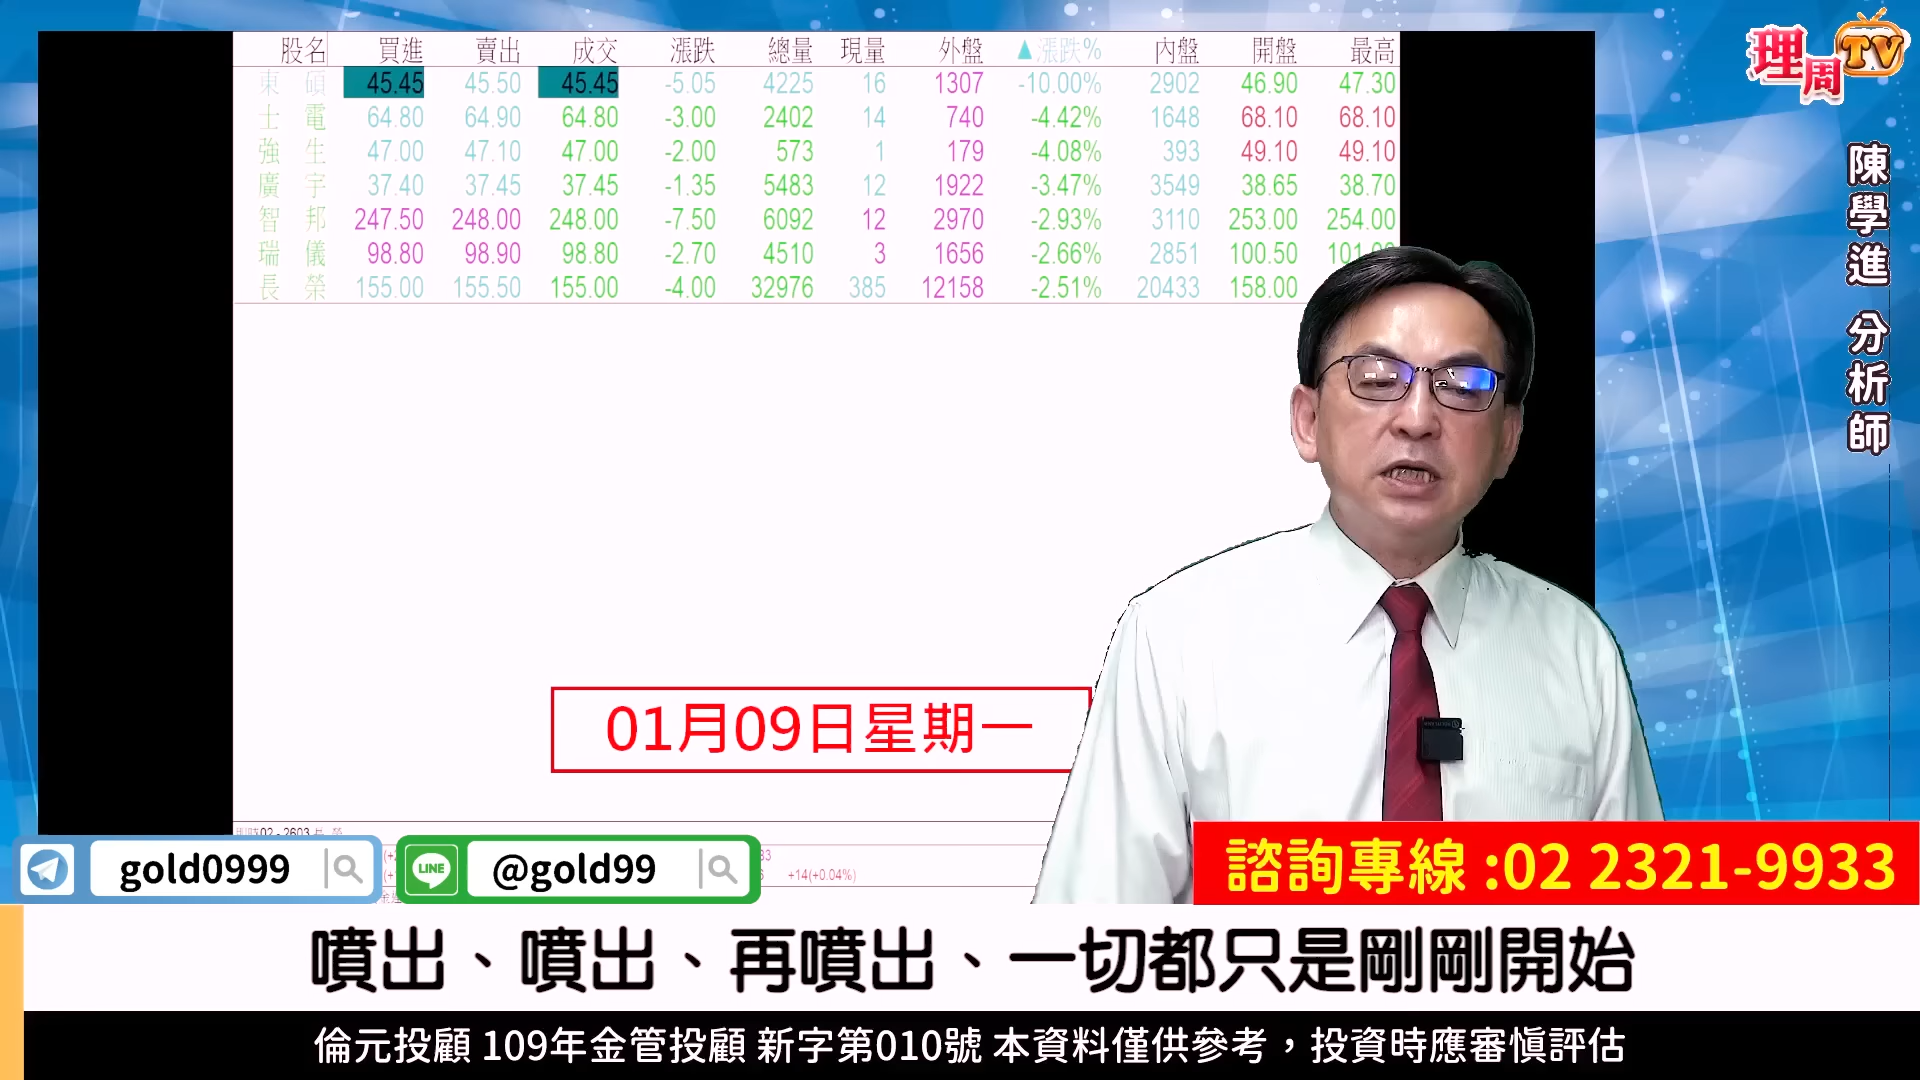 理周TV
陳學進 分析師
股名 買進 賣出 成交 漲跌 總量 現量 外盤 ▲漲跌% 內盤 開盤 最高
東碩 45.45 45.50 45.45 -5.05 4225 16 1307 -10.00% 2902 46.90 47.30
士電 64.80 64.90 64.80 -3.00 2402 14 740 -4.42% 1648 68.10 68.10
強生 47.00 47.10 47.00 -2.00 573 1 179 -4.08% 393 49.10 49.10
廣宇 37.40 37.45 37.45 -1.35 5483 12 1922 -3.47% 3549 38.65 38.70
智邦 247.50 248.00 248.00 -7.50 6092 12 2970 -2.93% 3110 253.00 254.00
瑞儀 98.80 98.90 98.80 -2.70 4510 3 1656 -2.66% 2851 100.50
長榮 155.00 155.50 155.00 -4.00 32976 385 12158 -2.51% 20433 158.00
01月09日星期一
+14(+0.04%)
gold0999
LINE @gold99
諮詢專線:02 2321-9933
噴出、噴出、再噴出、一切都只是剛剛開始
倫元投顧 109年金管投顧 新字第010號 本資料僅供參考，投資時應審慎評估